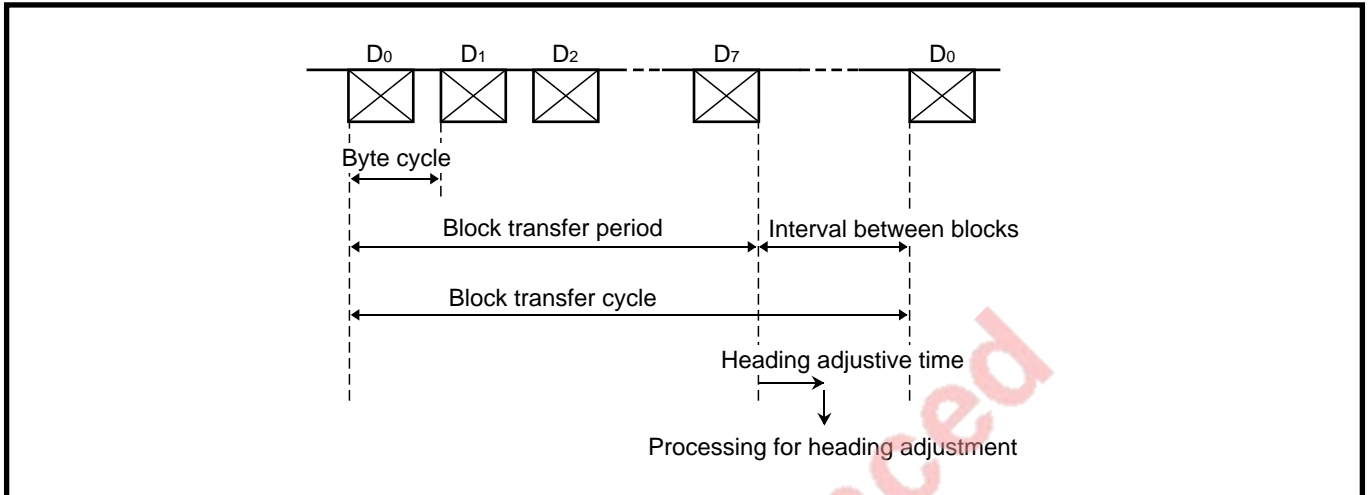 D0 D1 D2 D7 D0
Byte cycle
Block transfer period
Interval between blocks
Block transfer cycle
Heading adjustive time
Processing for heading adjustment